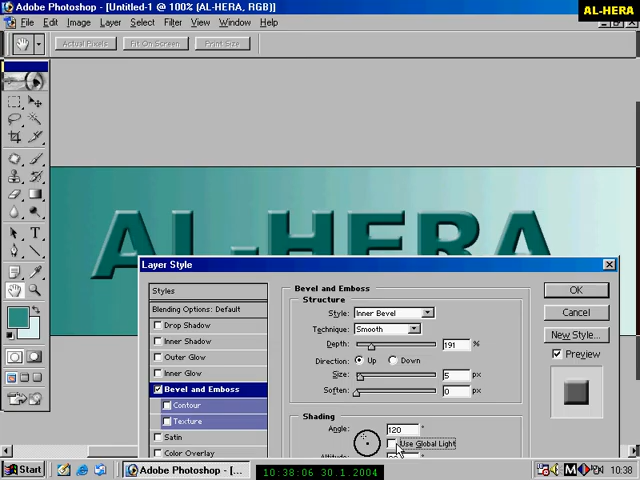 Adobe Photoshop - [Untitled-1 @ 100% (AL-HERA, RGB)]
AL-HERA
File Edit Image Layer Select Filter View Window Help
Actual Pixels Fit On Screen Print Size
AL-HERA
Layer Style
Styles
Blending Options: Default
Drop Shadow
Inner Shadow
Outer Glow
Inner Glow
Bevel and Emboss
Contour
Texture
Satin
Color Overlay
Bevel and Emboss
Structure
Style: Inner Bevel
Technique: Smooth
Depth: 191 %
Direction: Up Down
Size: 5 px
Soften: 0 px
Shading
Angle: 120 °
Use Global Light
Altitude:
OK
Cancel
New Style...
Preview
Start
Adobe Photoshop - [...
10:38:06 30.1.2004
10:38